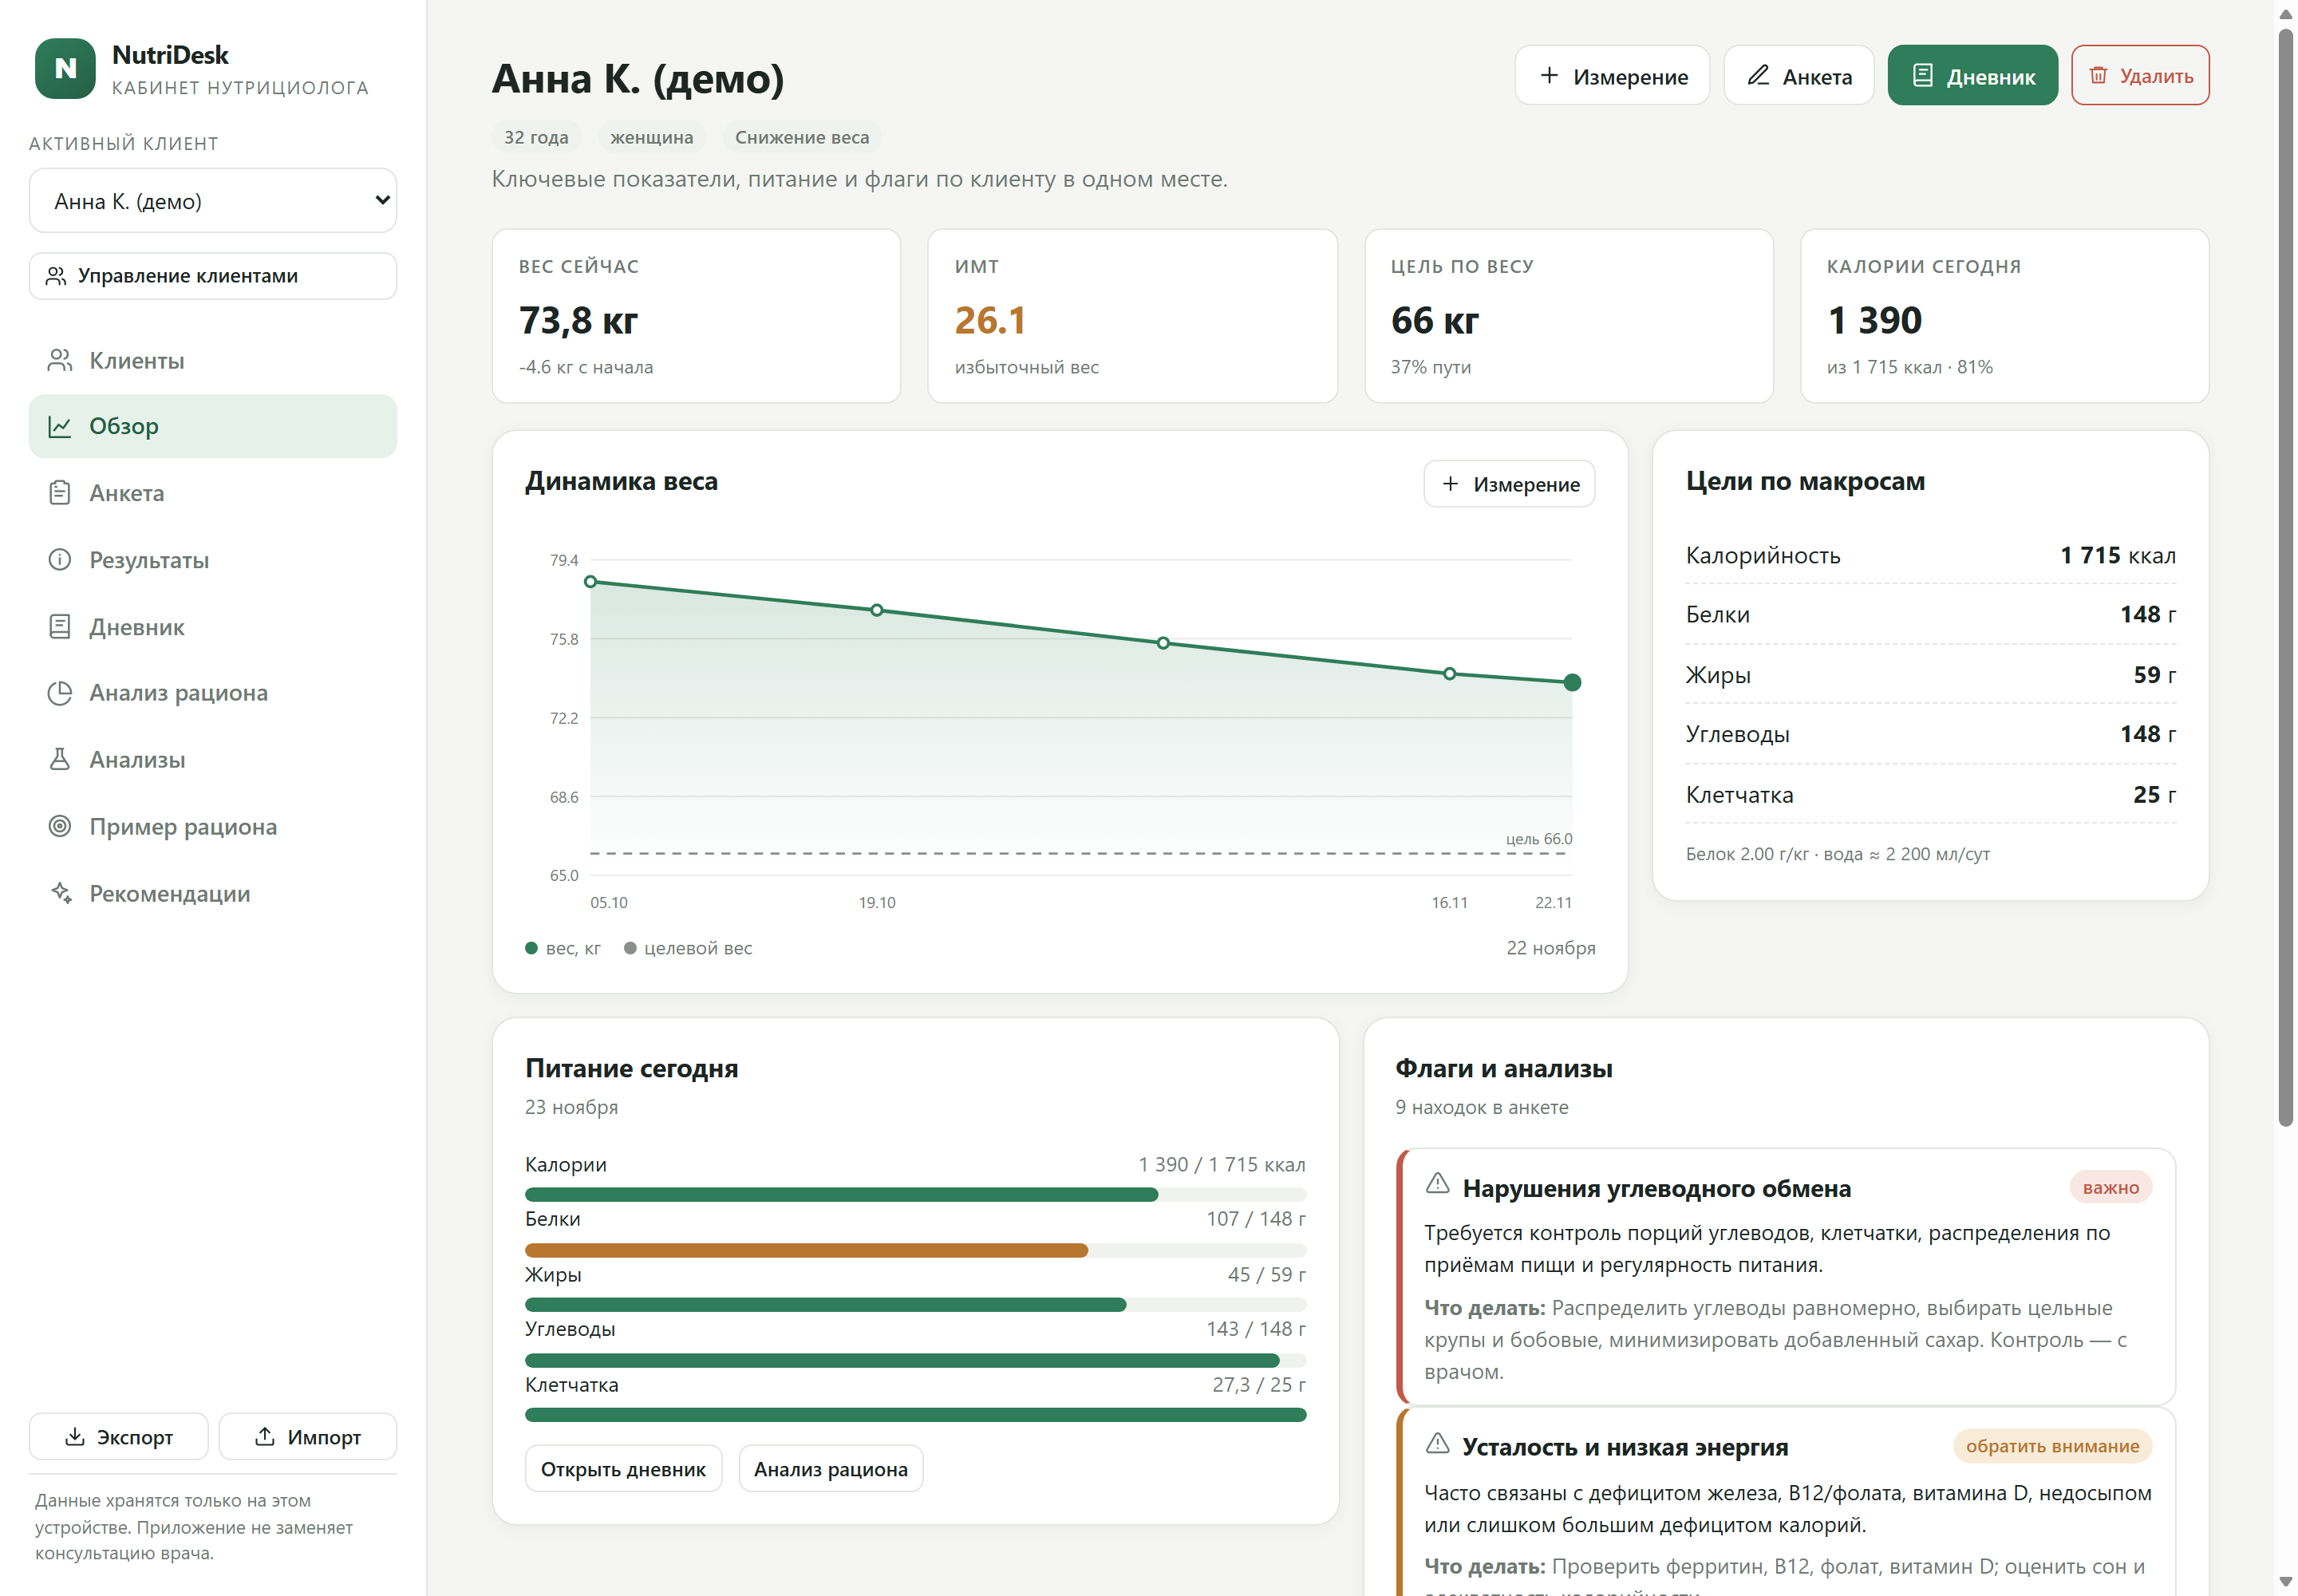 N
NutriDesk
КАБИНЕТ НУТРИЦИОЛОГА
АКТИВНЫЙ КЛИЕНТ
Анна К. (демо)
Управление клиентами
Клиенты
Обзор
Анкета
Результаты
Дневник
Анализ рациона
Анализы
Пример рациона
Рекомендации
Экспорт
Импорт
Данные хранятся только на этом
устройстве. Приложение не заменяет
консультацию врача.
Анна К. (демо)
Измерение
Анкета
Дневник
Удалить
32 года
женщина
Снижение веса
Ключевые показатели, питание и флаги по клиенту в одном месте.
ВЕС СЕЙЧАС
73,8 кг
-4.6 кг с начала
ИМТ
26.1
избыточный вес
ЦЕЛЬ ПО ВЕСУ
66 кг
37% пути
КАЛОРИИ СЕГОДНЯ
1 390
из 1 715 ккал · 81%
Динамика веса
Измерение
79.4
75.8
72.2
68.6
65.0
цель 66.0
05.10
19.10
16.11
22.11
вес, кг
целевой вес
22 ноября
Цели по макросам
Калорийность 1 715 ккал
Белки 148 г
Жиры 59 г
Углеводы 148 г
Клетчатка 25 г
Белок 2.00 г/кг · вода ≈ 2 200 мл/сут
Питание сегодня
23 ноября
Калории 1 390 / 1 715 ккал
Белки 107 / 148 г
Жиры 45 / 59 г
Углеводы 143 / 148 г
Клетчатка 27,3 / 25 г
Открыть дневник
Анализ рациона
Флаги и анализы
9 находок в анкете
Нарушения углеводного обмена
важно
Требуется контроль порций углеводов, клетчатки, распределения по
приёмам пищи и регулярность питания.
Что делать: Распределить углеводы равномерно, выбирать цельные
крупы и бобовые, минимизировать добавленный сахар. Контроль — с
врачом.
Усталость и низкая энергия
обратить внимание
Часто связаны с дефицитом железа, B12/фолата, витамина D, недосыпом
или слишком большим дефицитом калорий.
Что делать: Проверить ферритин, B12, фолат, витамин D; оценить сон и